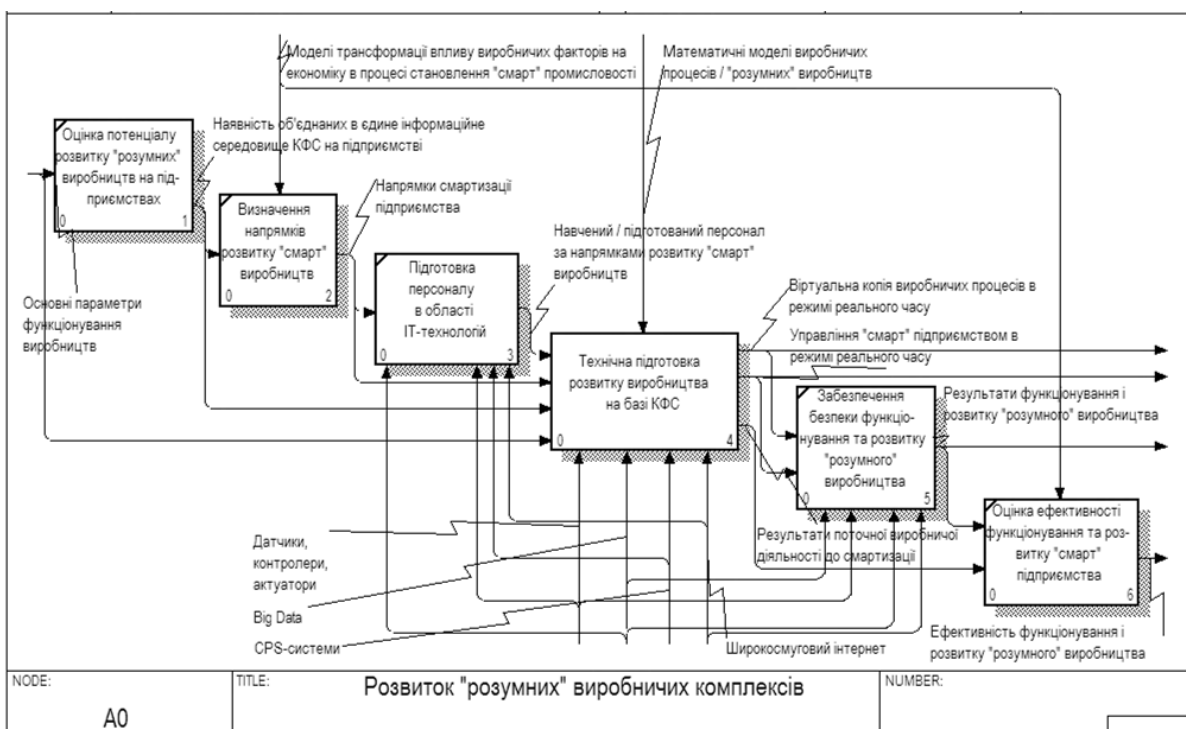 Моделі трансформації впливу виробничих факторів на
економіку в процесі становлення "смарт" промисловості
Математичні моделі виробничих
процесів / "розумних" виробництв
Оцінка потенціалу
розвитку "розумних"
виробництв на під-
приємствах
0 1
Наявність об'єднаних в єдине інформаційне
середовище КФС на підприємстві
Визначення
напрямків
розвитку "смарт"
виробництв
0 2
Напрямки смартизації
підприємства
Основні параметри
функціонування
виробництв
Підготовка
персоналу
в області
ІТ-технологій
0 3
Навчений / підготований персонал
за напрямками розвитку "смарт"
виробництв
Віртуальна копія виробничих процесів в
режимі реального часу
Управління "смарт" підприємством в
режимі реального часу
Технічна підготовка
розвитку виробництва
на базі КФС
0 4
Забезпечення
безпеки функціо-
нування та розвитку
"розумного"
виробництва
0 5
Результати функціонування і
розвитку "розумного" виробництва
Результати поточної виробничої
діяльності до смартизації
Оцінка ефективності
функціонування та роз-
витку "смарт"
підприємства
0 6
Датчики,
контролери,
актуатори
Big Data
CPS-системи
Широкосмуговий інтернет
Ефективність функціонування і
розвитку "розумного" виробництва
NODE:
A0
TITLE:
Розвиток "розумних" виробничих комплексів
NUMBER: